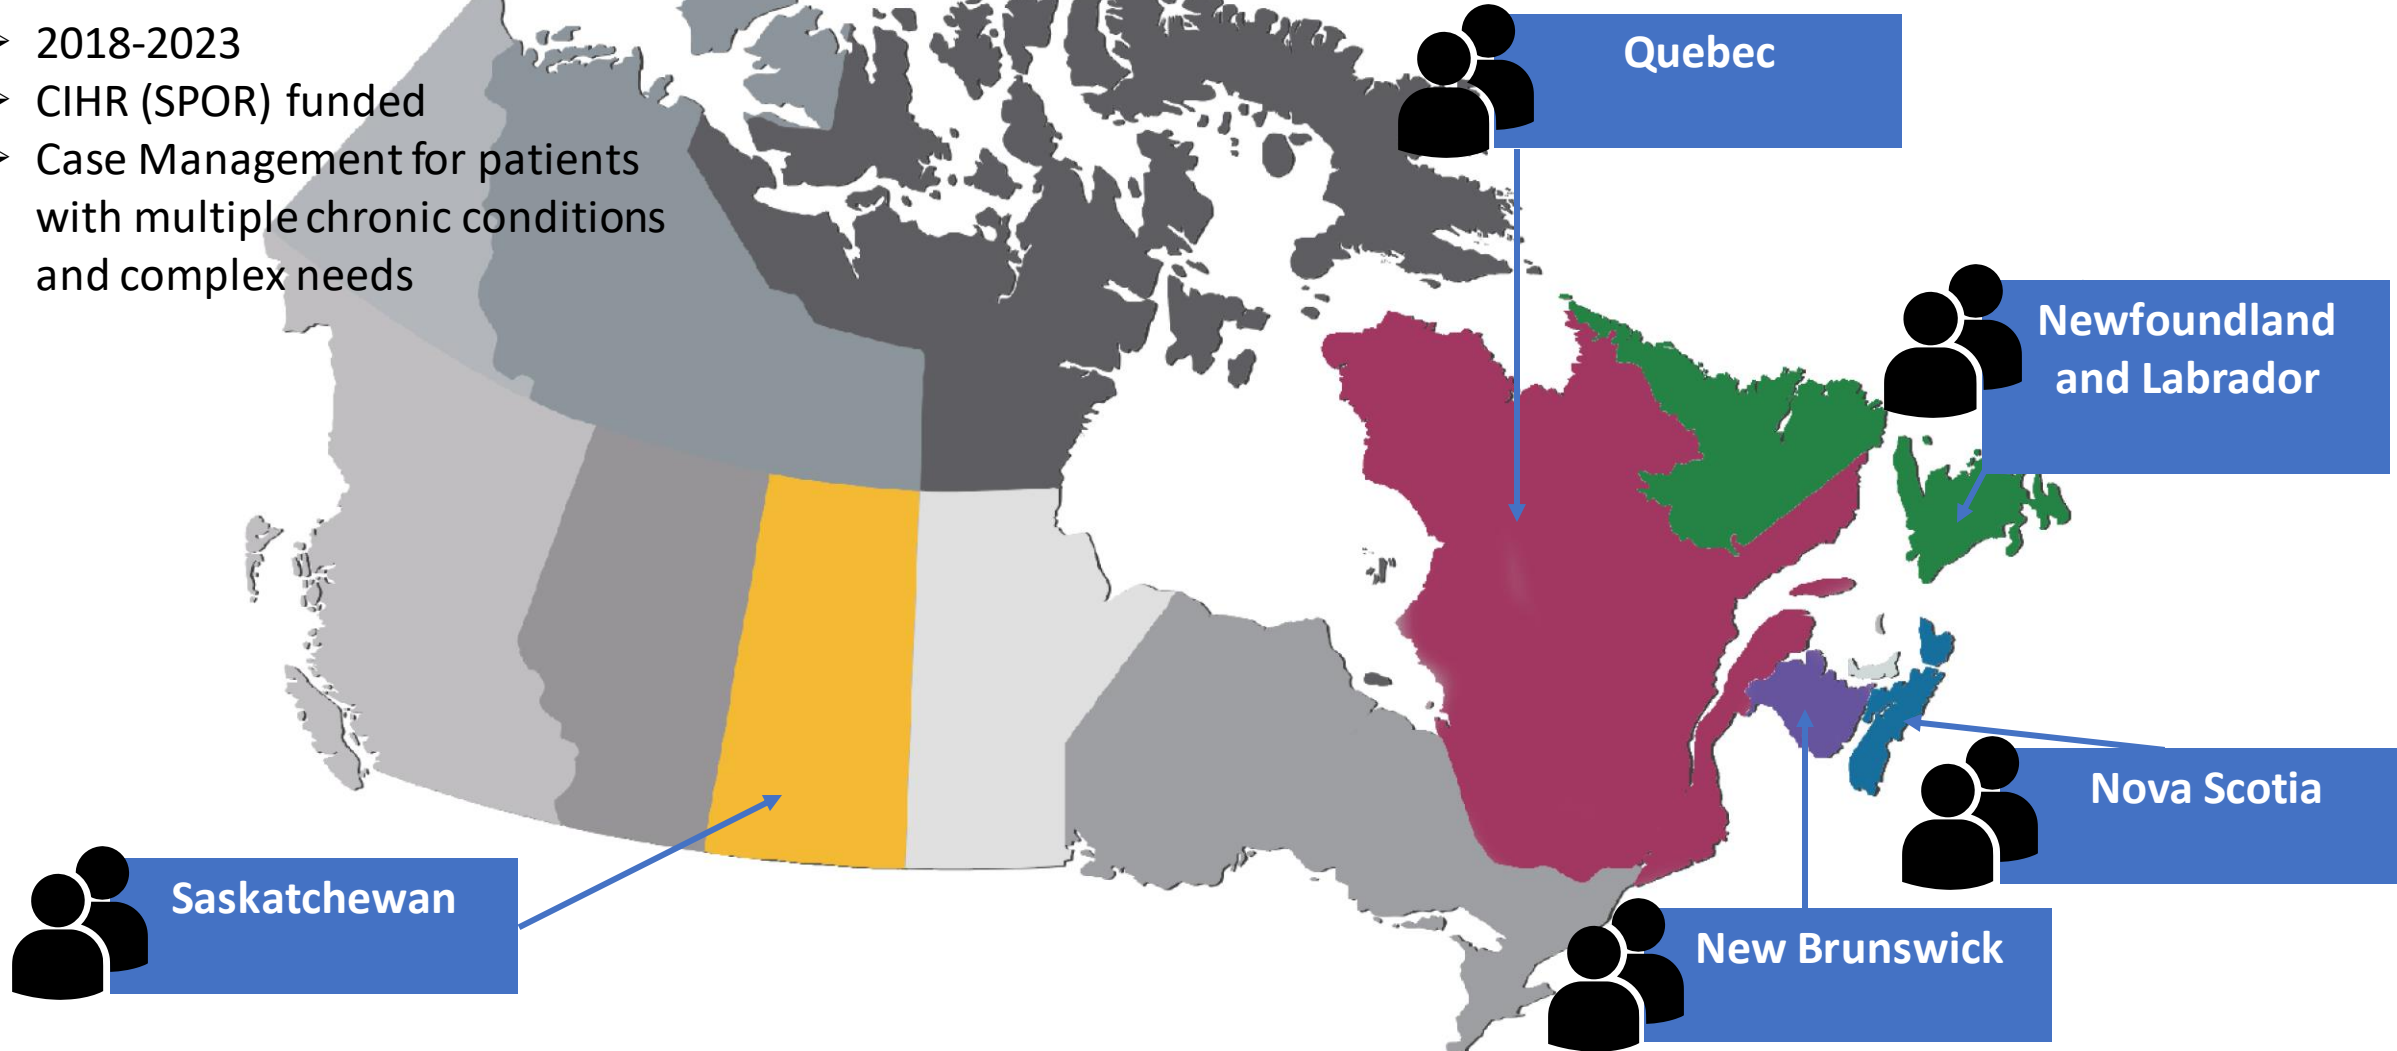 ➢ 2018-2023
➢ CIHR (SPOR) funded
➢ Case Management for patients
with multiple chronic conditions
and complex needs
Quebec
Newfoundland
and Labrador
Nova Scotia
Saskatchewan
New Brunswick